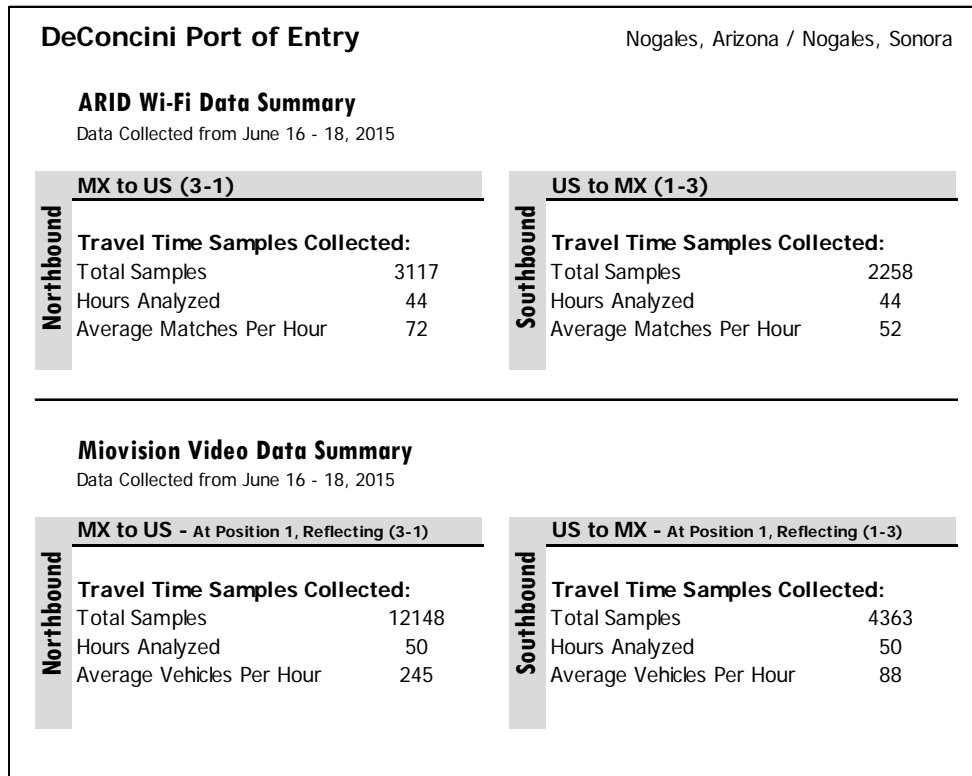 DeConcini Port of Entry
Nogales, Arizona / Nogales, Sonora
ARID Wi-Fi Data Summary
Data Collected from June 16 - 18, 2015
Northbound
MX to US (3-1)
Travel Time Samples Collected:
Total Samples 3117
Hours Analyzed 44
Average Matches Per Hour 72
Southbound
US to MX (1-3)
Travel Time Samples Collected:
Total Samples 2258
Hours Analyzed 44
Average Matches Per Hour 52
Miovision Video Data Summary
Data Collected from June 16 - 18, 2015
Northbound
MX to US - At Position 1, Reflecting (3-1)
Travel Time Samples Collected:
Total Samples 12148
Hours Analyzed 50
Average Vehicles Per Hour 245
Southbound
US to MX - At Position 1, Reflecting (1-3)
Travel Time Samples Collected:
Total Samples 4363
Hours Analyzed 50
Average Vehicles Per Hour 88